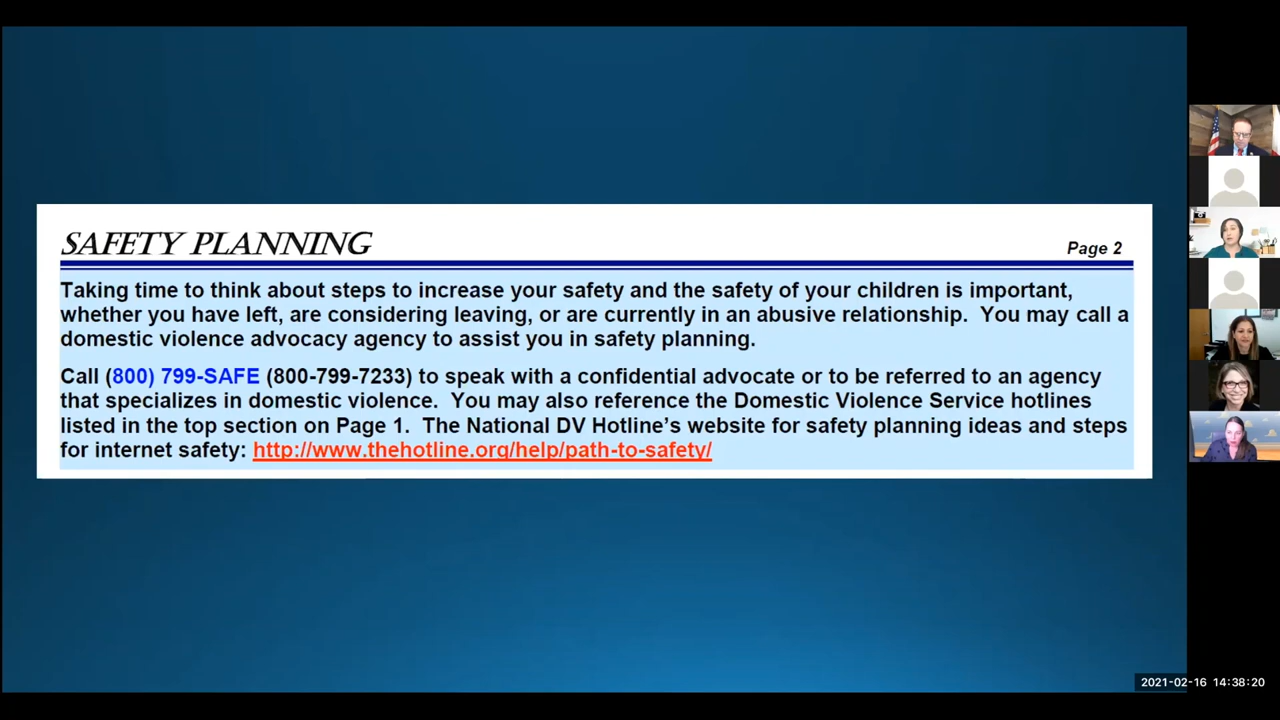 SAFETY PLANNING
Page 2
Taking time to think about steps to increase your safety and the safety of your children is important,
whether you have left, are considering leaving, or are currently in an abusive relationship.  You may call a
domestic violence advocacy agency to assist you in safety planning.
Call (800) 799-SAFE (800-799-7233) to speak with a confidential advocate or to be referred to an agency
that specializes in domestic violence.  You may also reference the Domestic Violence Service hotlines
listed in the top section on Page 1.  The National DV Hotline’s website for safety planning ideas and steps
for internet safety: http://www.thehotline.org/help/path-to-safety/
2021-02-16 14:38:20